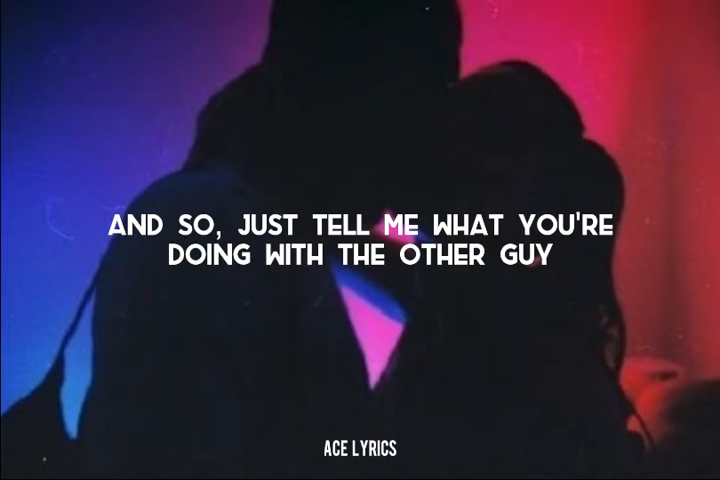 AND SO, JUST TELL ME WHAT YOU'RE
DOING WITH THE OTHER GUY
ACE LYRICS